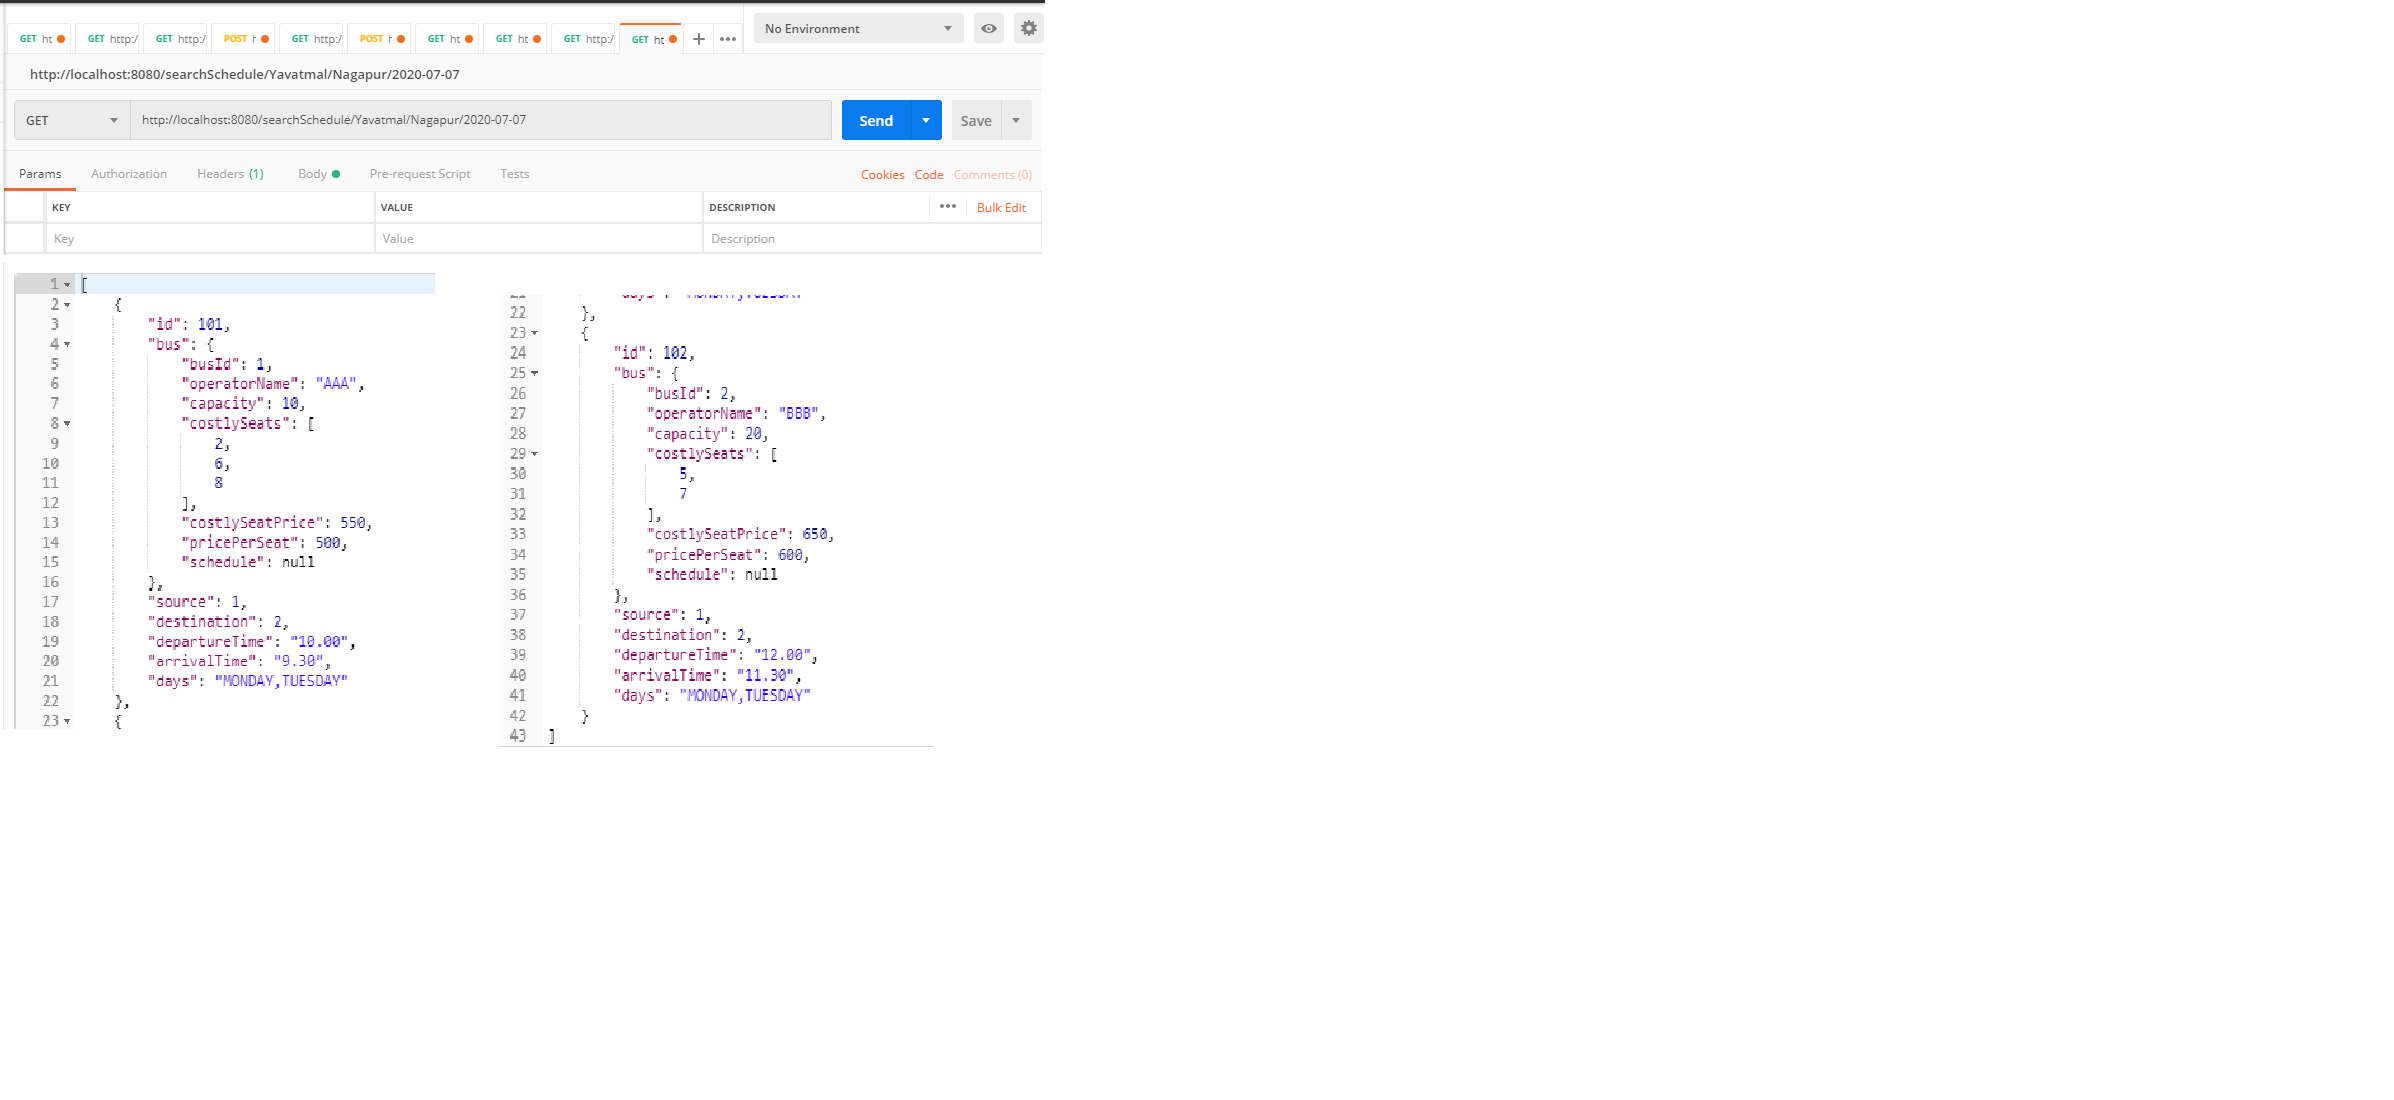 GET ht GET http:/ GET http:/ POST GET http:/ POST GET ht GET ht GET http:/ GET ht + ••• No Environment
http://localhost:8080/searchSchedule/Yavatmal/Nagapur/2020-07-07
GET http://localhost:8080/searchSchedule/Yavatmal/Nagapur/2020-07-07 Send Save
Params Authorization Headers (1) Body Pre-request Script Tests Cookies Code Comments (0)
KEY VALUE DESCRIPTION ••• Bulk Edit
Key Value Description
1 [
2 {
3 "id": 101,
4 "bus": {
5 "busId": 1,
6 "operatorName": "AAA",
7 "capacity": 10,
8 "costlySeats": [
9 2,
10 6,
11 8
12 ],
13 "costlySeatPrice": 550,
14 "pricePerSeat": 500,
15 "schedule": null
16 },
17 "source": 1,
18 "destination": 2,
19 "departureTime": "10.00",
20 "arrivalTime": "9.30",
21 "days": "MONDAY,TUESDAY"
22 },
23 {
21 "days": "MONDAY,TUESDAY"
22 },
23 {
24 "id": 102,
25 "bus": {
26 "busId": 2,
27 "operatorName": "BBB",
28 "capacity": 20,
29 "costlySeats": [
30 5,
31 7
32 ],
33 "costlySeatPrice": 650,
34 "pricePerSeat": 600,
35 "schedule": null
36 },
37 "source": 1,
38 "destination": 2,
39 "departureTime": "12.00",
40 "arrivalTime": "11.30",
41 "days": "MONDAY,TUESDAY"
42 }
43 ]